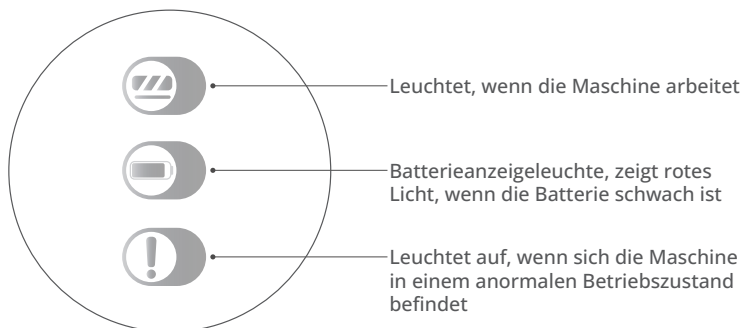 Leuchtet, wenn die Maschine arbeitet
Batterieanzeigeleuchte, zeigt rotes
Licht, wenn die Batterie schwach ist
Leuchtet auf, wenn sich die Maschine
in einem anormalen Betriebszustand
befindet